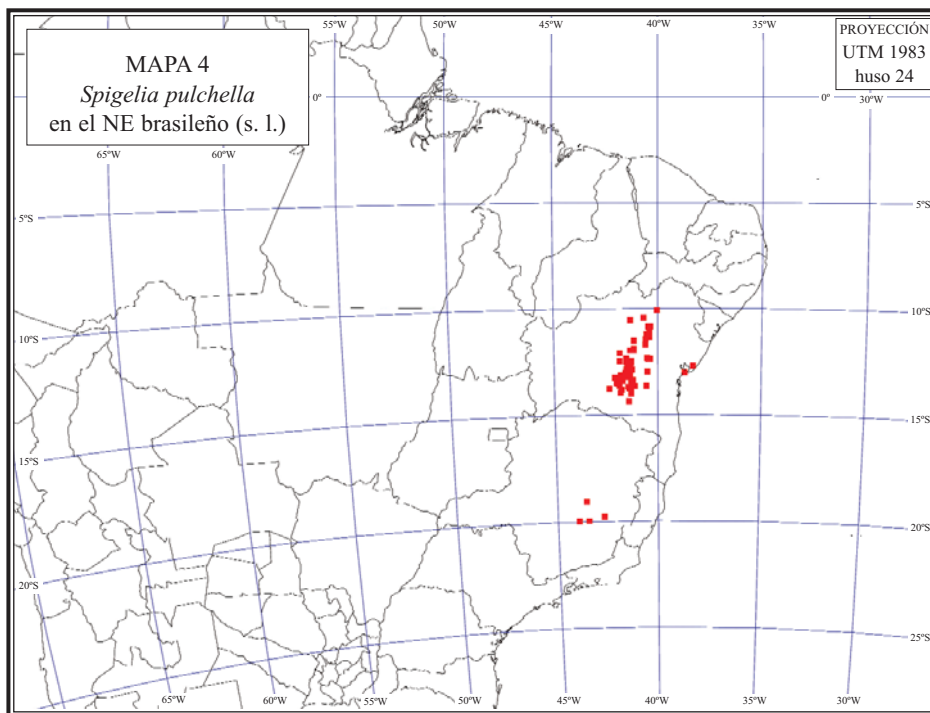 55ºW
50ºW
45ºW
40ºW
35ºW
MAPA 4
Spigelia pulchella
en el NE brasileño (s. l.)
PROYECCIÓN
UTM 1983
huso 24
0º
0º
30ºW
65ºW
60ºW
5ºS
5ºS
10ºS
10ºS
15ºS
15ºS
20ºS
20ºS
25ºS
65ºW
60ºW
55ºW
50ºW
45ºW
40ºW
35ºW
30ºW